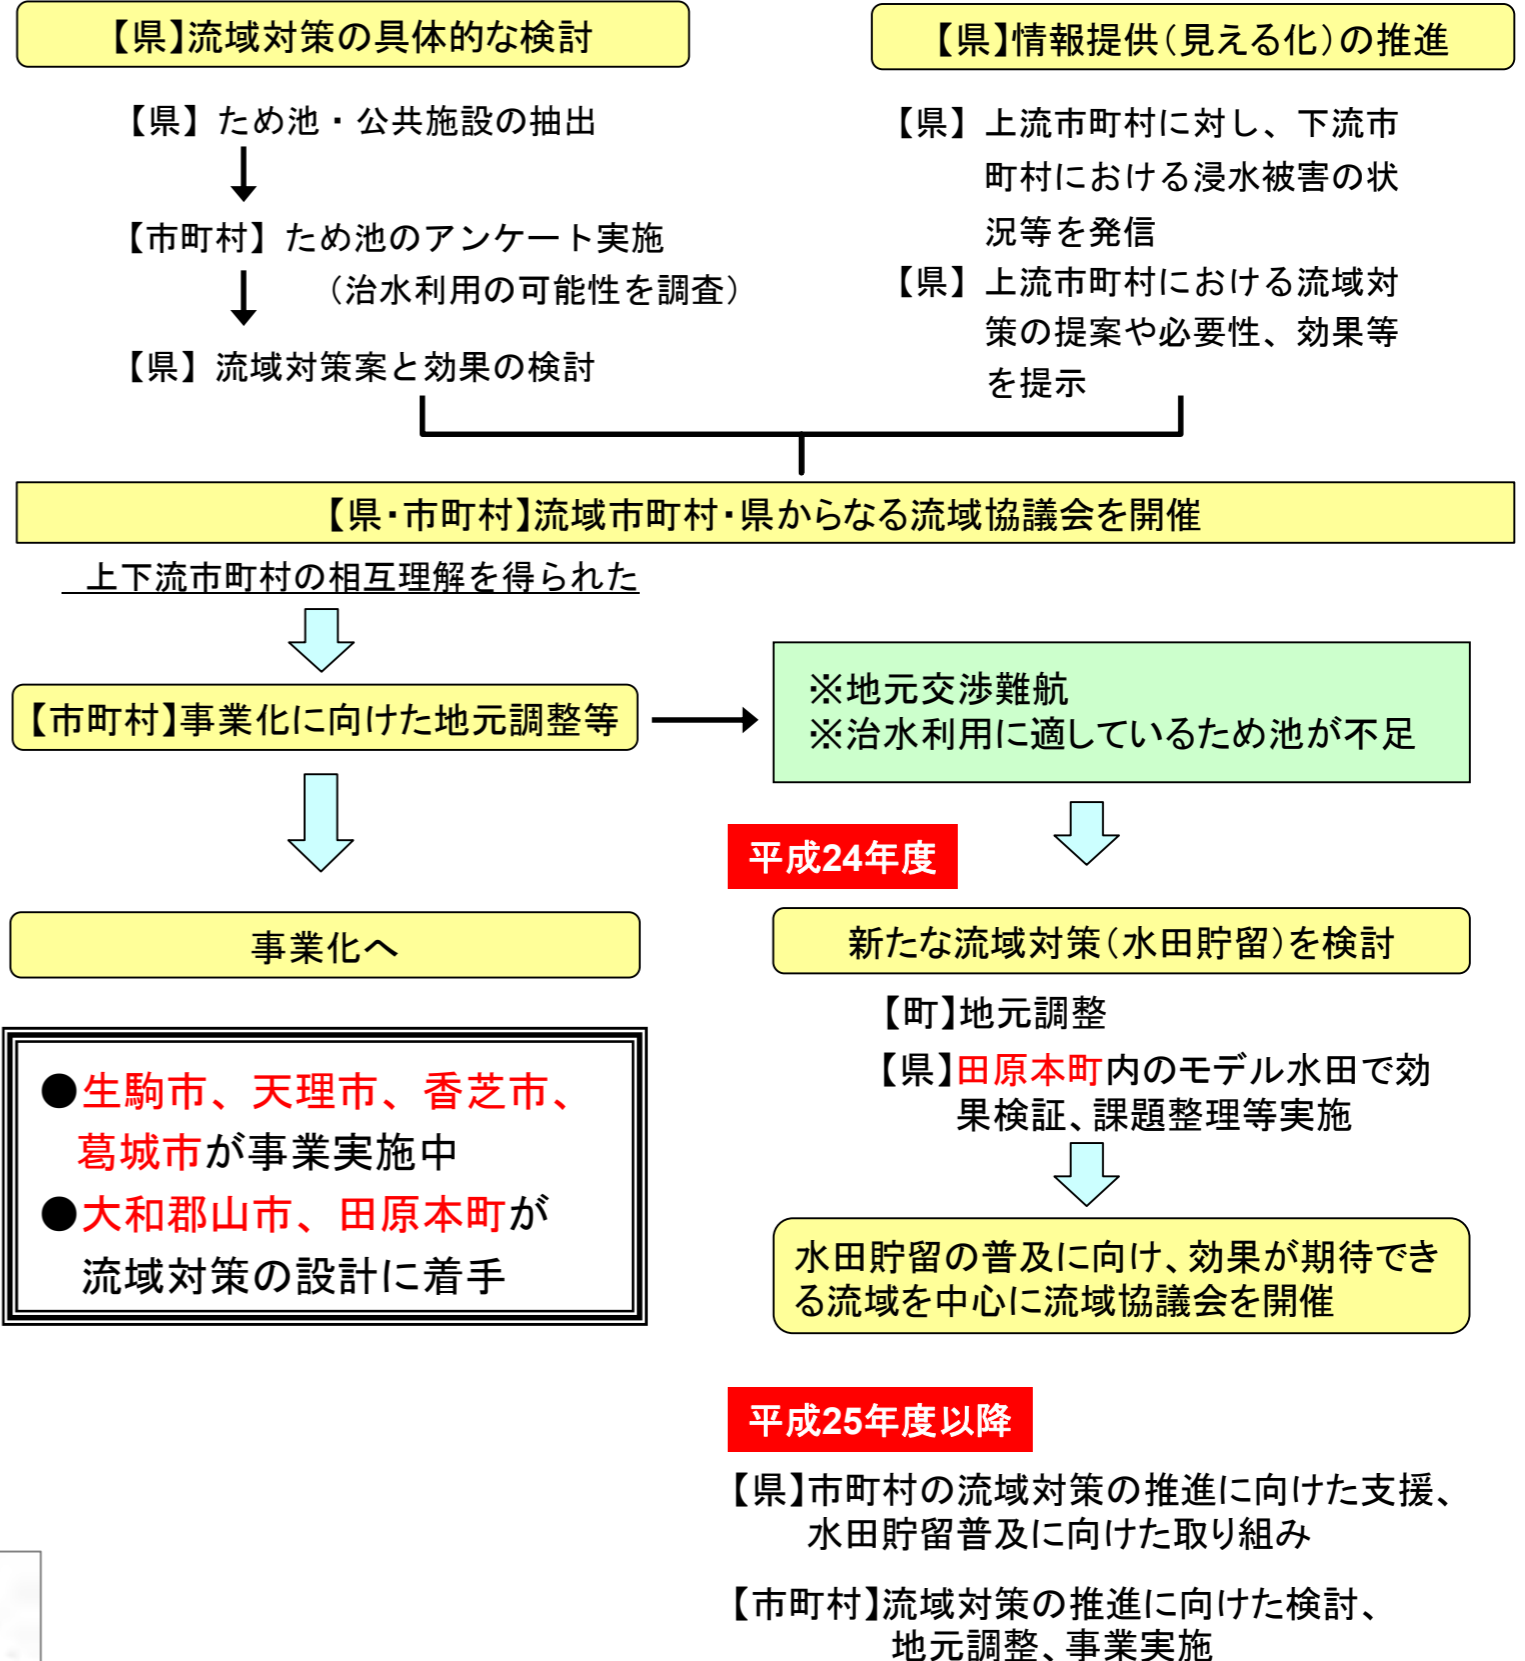 【県】流域対策の具体的な検討
【県】ため池・公共施設の抽出
【市町村】ため池のアンケート実施
（治水利用の可能性を調査）
【県】流域対策案と効果の検討
【県】情報提供（見える化）の推進
【県】上流市町村に対し、下流市
町村における浸水被害の状
況等を発信
【県】上流市町村における流域対
策の提案や必要性、効果等
を提示
【県・市町村】流域市町村・県からなる流域協議会を開催
上下流市町村の相互理解を得られた
【市町村】事業化に向けた地元調整等
※地元交渉難航
※治水利用に適しているため池が不足
事業化へ
●生駒市、天理市、香芝市、
葛城市が事業実施中
●大和郡山市、田原本町が
流域対策の設計に着手
平成24年度
新たな流域対策（水田貯留）を検討
【町】地元調整
【県】田原本町内のモデル水田で効
果検証、課題整理等実施
水田貯留の普及に向け、効果が期待でき
る流域を中心に流域協議会を開催
平成25年度以降
【県】市町村の流域対策の推進に向けた支援、
水田貯留普及に向けた取り組み
【市町村】流域対策の推進に向けた検討、
地元調整、事業実施